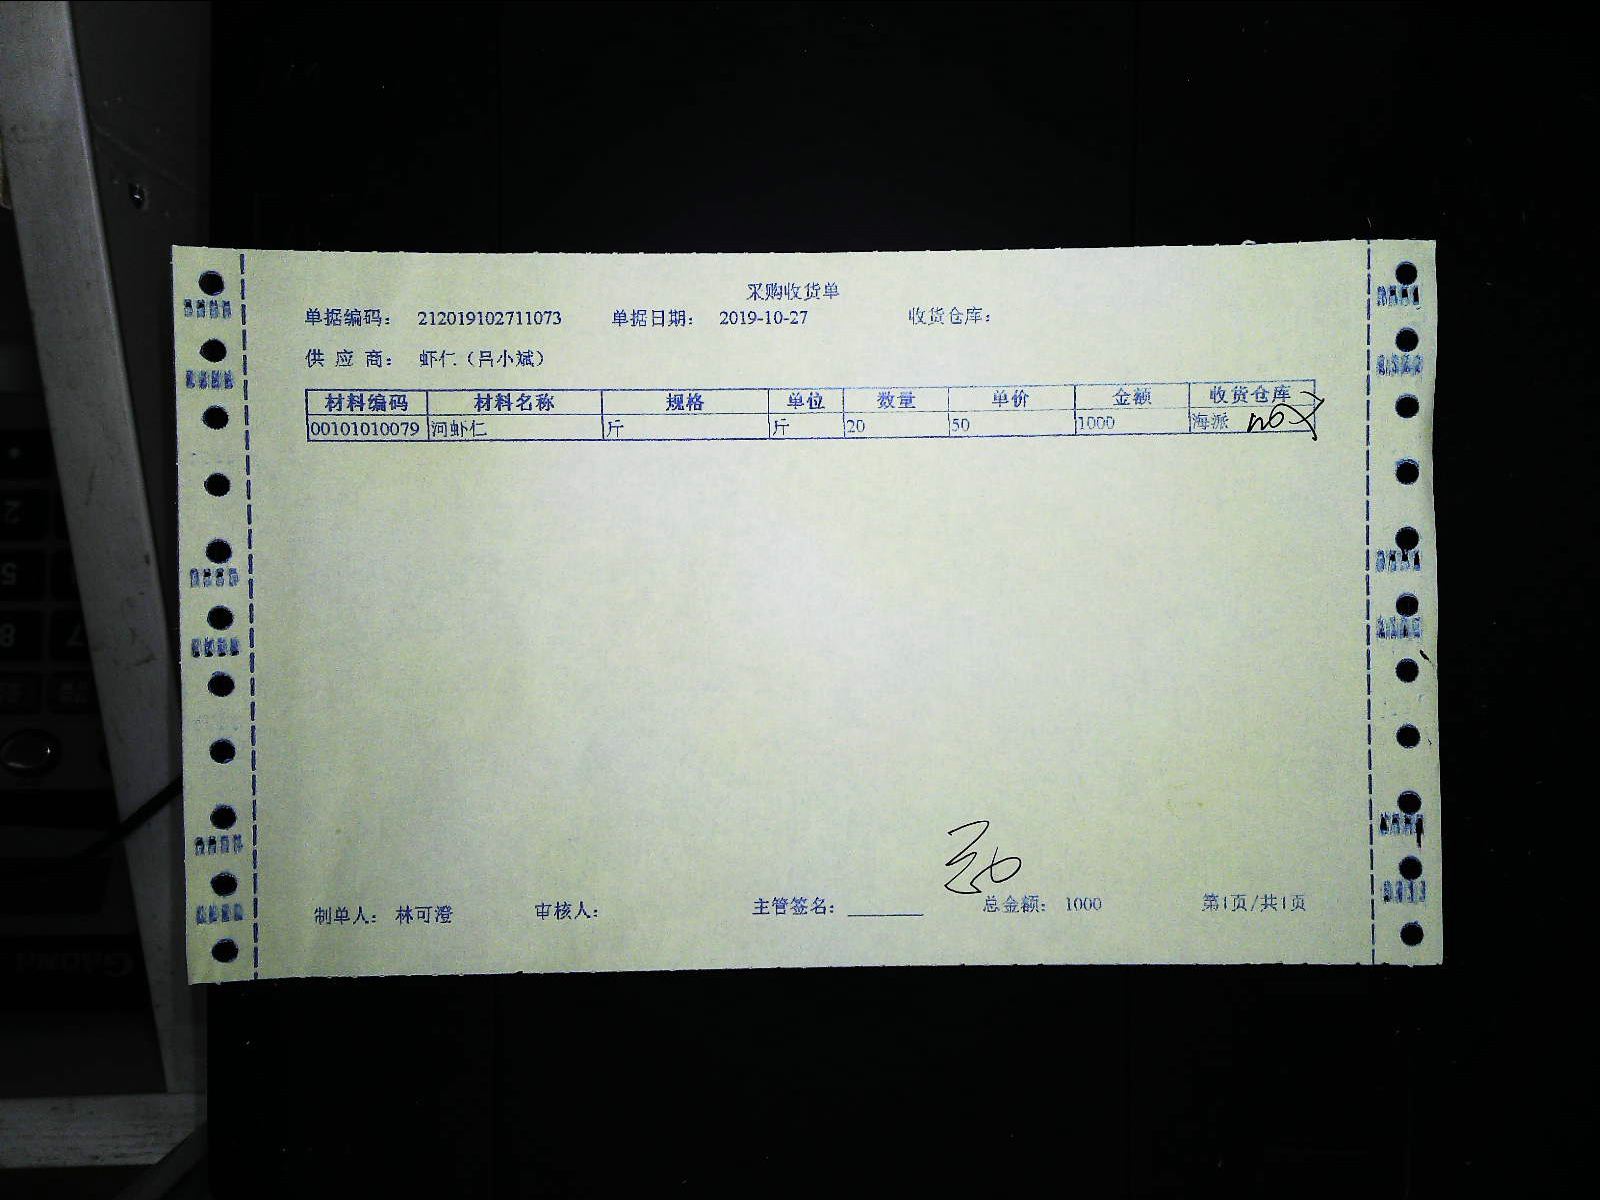 采购收货单
单据编码： 212019102711073 单据日期： 2019-10-27 收货仓库：
供 应 商： 虾仁（吕小斌）
材料编码 材料名称 规格 单位 数量 单价 金额 收货仓库
00101010079 河虾仁 斤 斤 20 50 1000 海派
制单人： 林可澄 审核人： 主管签名：________ 总金额： 1000 第1页/共1页